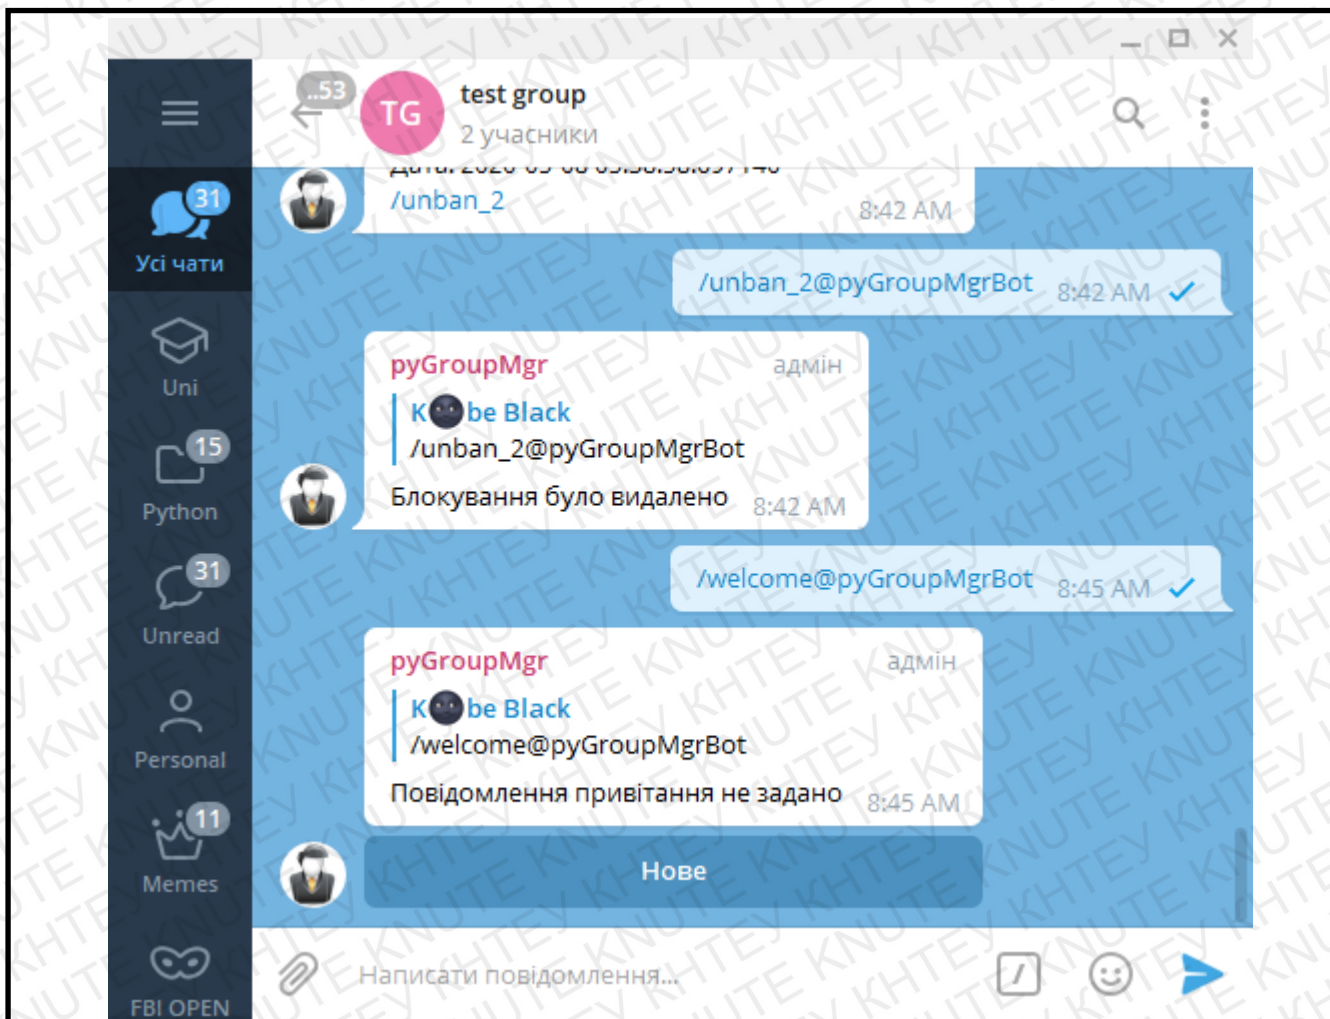 ..53
TG
test group
2 учасники
31
Усі чати
Uni
15
Python
31
Unread
Personal
11
Memes
FBI OPEN
/unban_2
8:42 AM
/unban_2@pyGroupMgrBot 8:42 AM
pyGroupMgr адмін
K🌚be Black
/unban_2@pyGroupMgrBot
Блокування було видалено 8:42 AM
/welcome@pyGroupMgrBot 8:45 AM
pyGroupMgr адмін
K🌚be Black
/welcome@pyGroupMgrBot
Повідомлення привітання не задано 8:45 AM
Нове
Написати повідомлення...